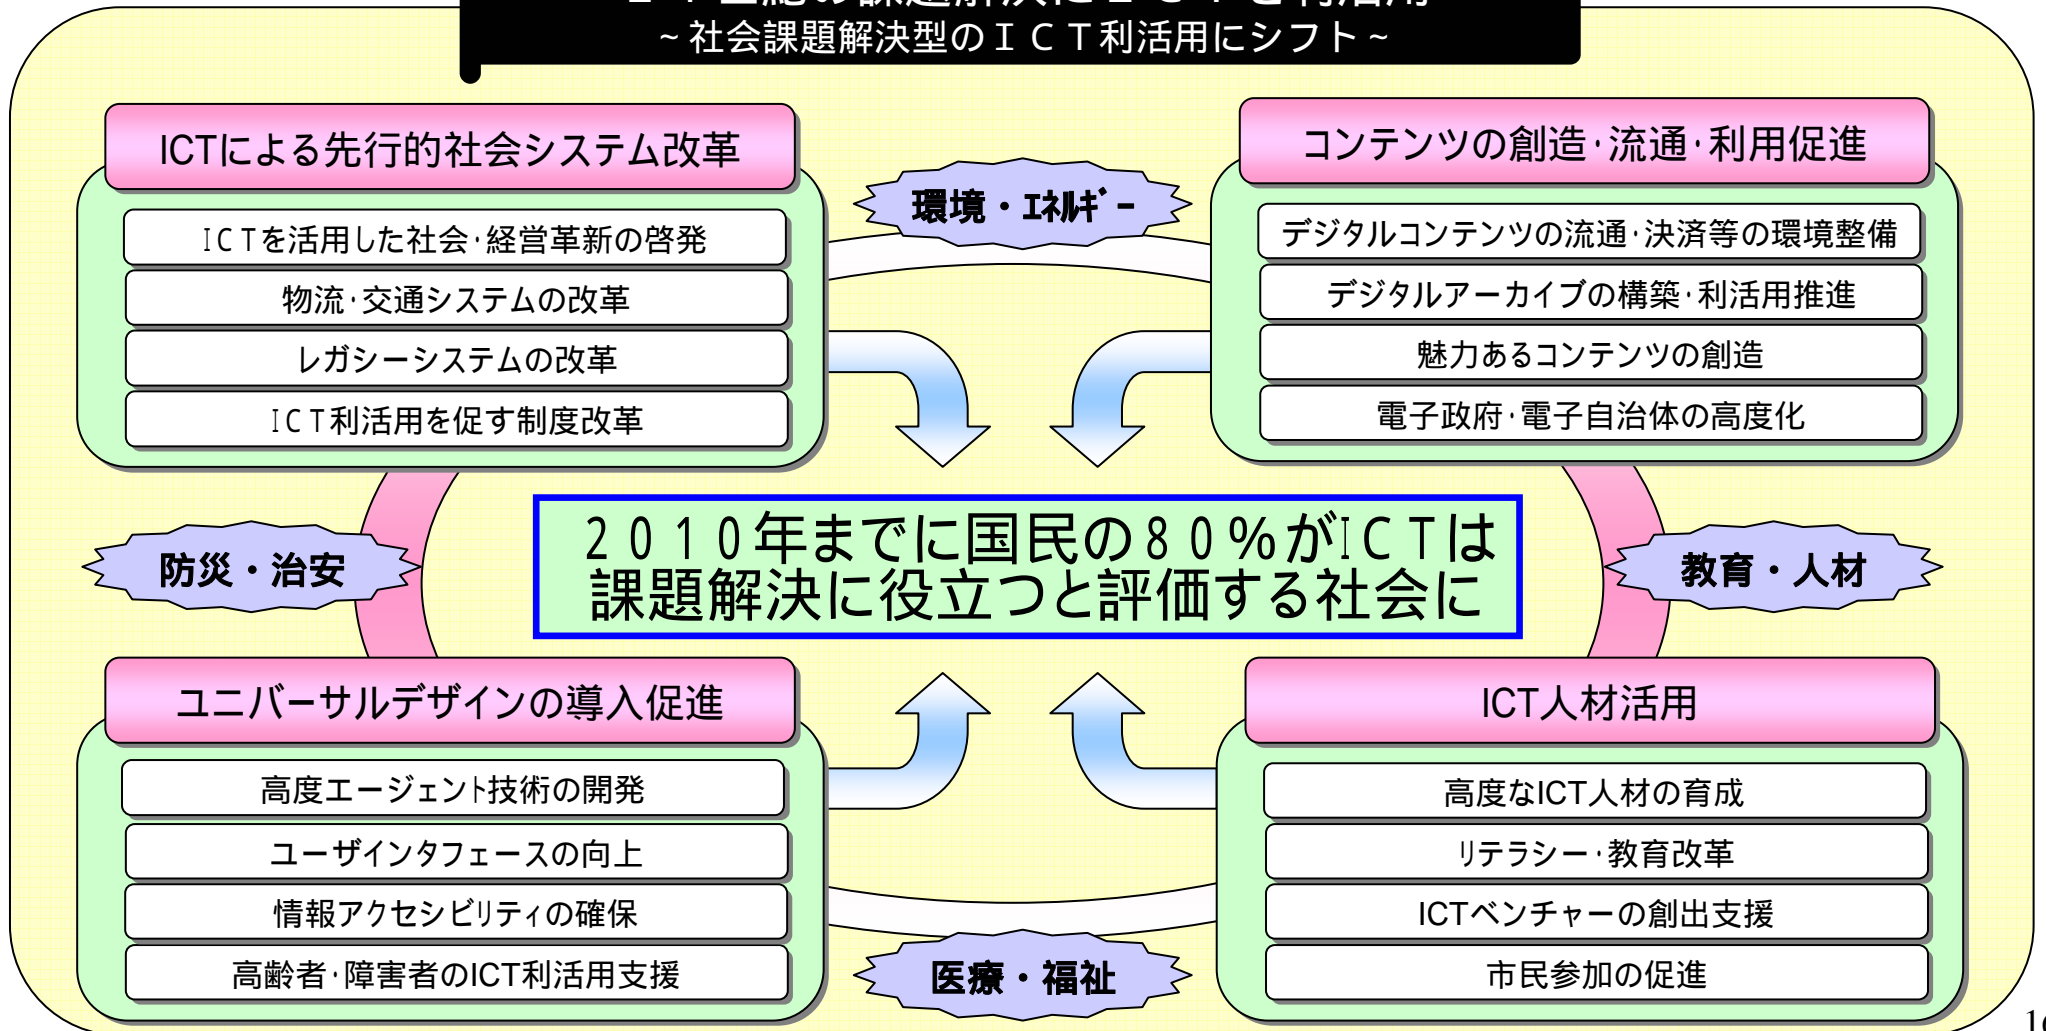 ~社会課題解決型のＩＣＴ利活用にシフト~
ICTによる先行的社会システム改革
ＩＣＴを活用した社会･経営革新の啓発
物流･交通システムの改革
レガシーシステムの改革
ＩＣＴ利活用を促す制度改革
コンテンツの創造･流通･利用促進
デジタルコンテンツの流通･決済等の環境整備
デジタルアーカイブの構築･利活用推進
魅力あるコンテンツの創造
電子政府･電子自治体の高度化
環境・ｴﾈﾙｷﾞｰ
防災・治安
２０１０年までに国民の８０％がＩＣＴは
課題解決に役立つと評価する社会に
教育・人材
ユニバーサルデザインの導入促進
高度エージェント技術の開発
ユーザインタフェースの向上
情報アクセシビリティの確保
高齢者･障害者のICT利活用支援
ICT人材活用
高度なICT人材の育成
リテラシー･教育改革
ICTベンチャーの創出支援
市民参加の促進
医療・福祉